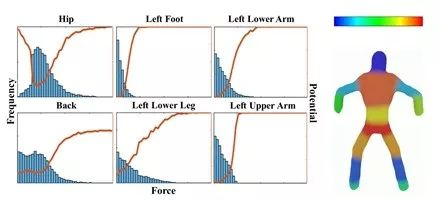 Hip
Left Foot
Left Lower Arm
Frequency
Potential
Back
Left Lower Leg
Left Upper Arm
Force